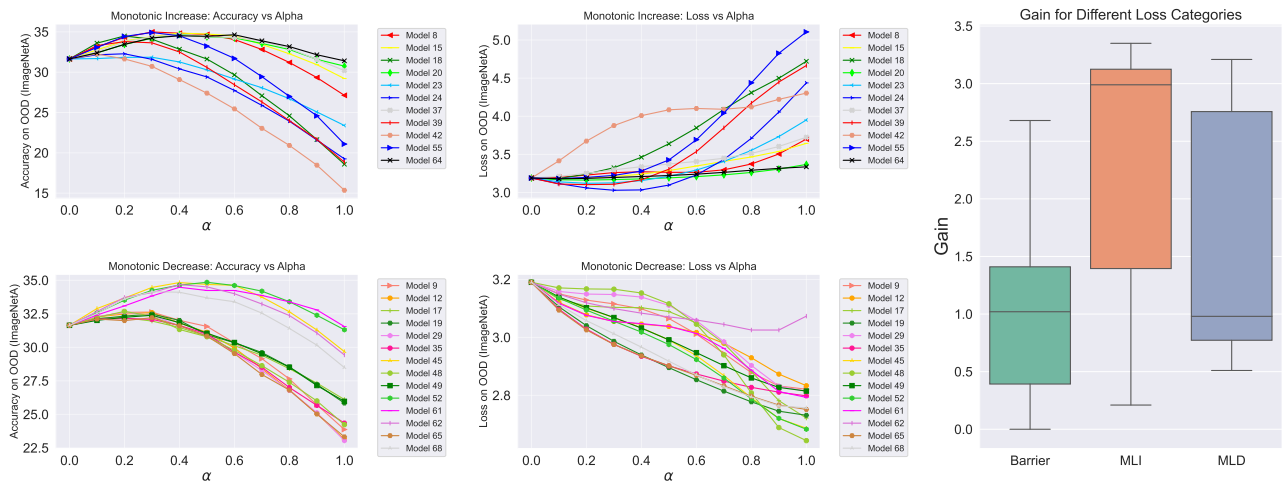 Monotonic Increase: Accuracy vs Alpha
Accuracy on OOD (ImageNetA)
35
30
25
20
15
0.0 0.2 0.4 0.6 0.8 1.0
α
Model 8
Model 15
Model 18
Model 20
Model 23
Model 24
Model 37
Model 39
Model 42
Model 55
Model 64
Monotonic Increase: Loss vs Alpha
Loss on OOD (ImageNetA)
5.0
4.5
4.0
3.5
3.0
0.0 0.2 0.4 0.6 0.8 1.0
α
Model 8
Model 15
Model 18
Model 20
Model 23
Model 24
Model 37
Model 39
Model 42
Model 55
Model 64
Monotonic Decrease: Accuracy vs Alpha
Accuracy on OOD (ImageNetA)
35.0
32.5
30.0
27.5
25.0
22.5
0.0 0.2 0.4 0.6 0.8 1.0
α
Model 9
Model 12
Model 17
Model 19
Model 29
Model 35
Model 45
Model 48
Model 49
Model 52
Model 61
Model 62
Model 65
Model 68
Monotonic Decrease: Loss vs Alpha
Loss on OOD (ImageNetA)
3.2
3.0
2.8
0.0 0.2 0.4 0.6 0.8 1.0
α
Model 9
Model 12
Model 17
Model 19
Model 29
Model 35
Model 45
Model 48
Model 49
Model 52
Model 61
Model 62
Model 65
Model 68
Gain for Different Loss Categories
Gain
3.5
3.0
2.5
2.0
1.5
1.0
0.5
0.0
Barrier MLI MLD